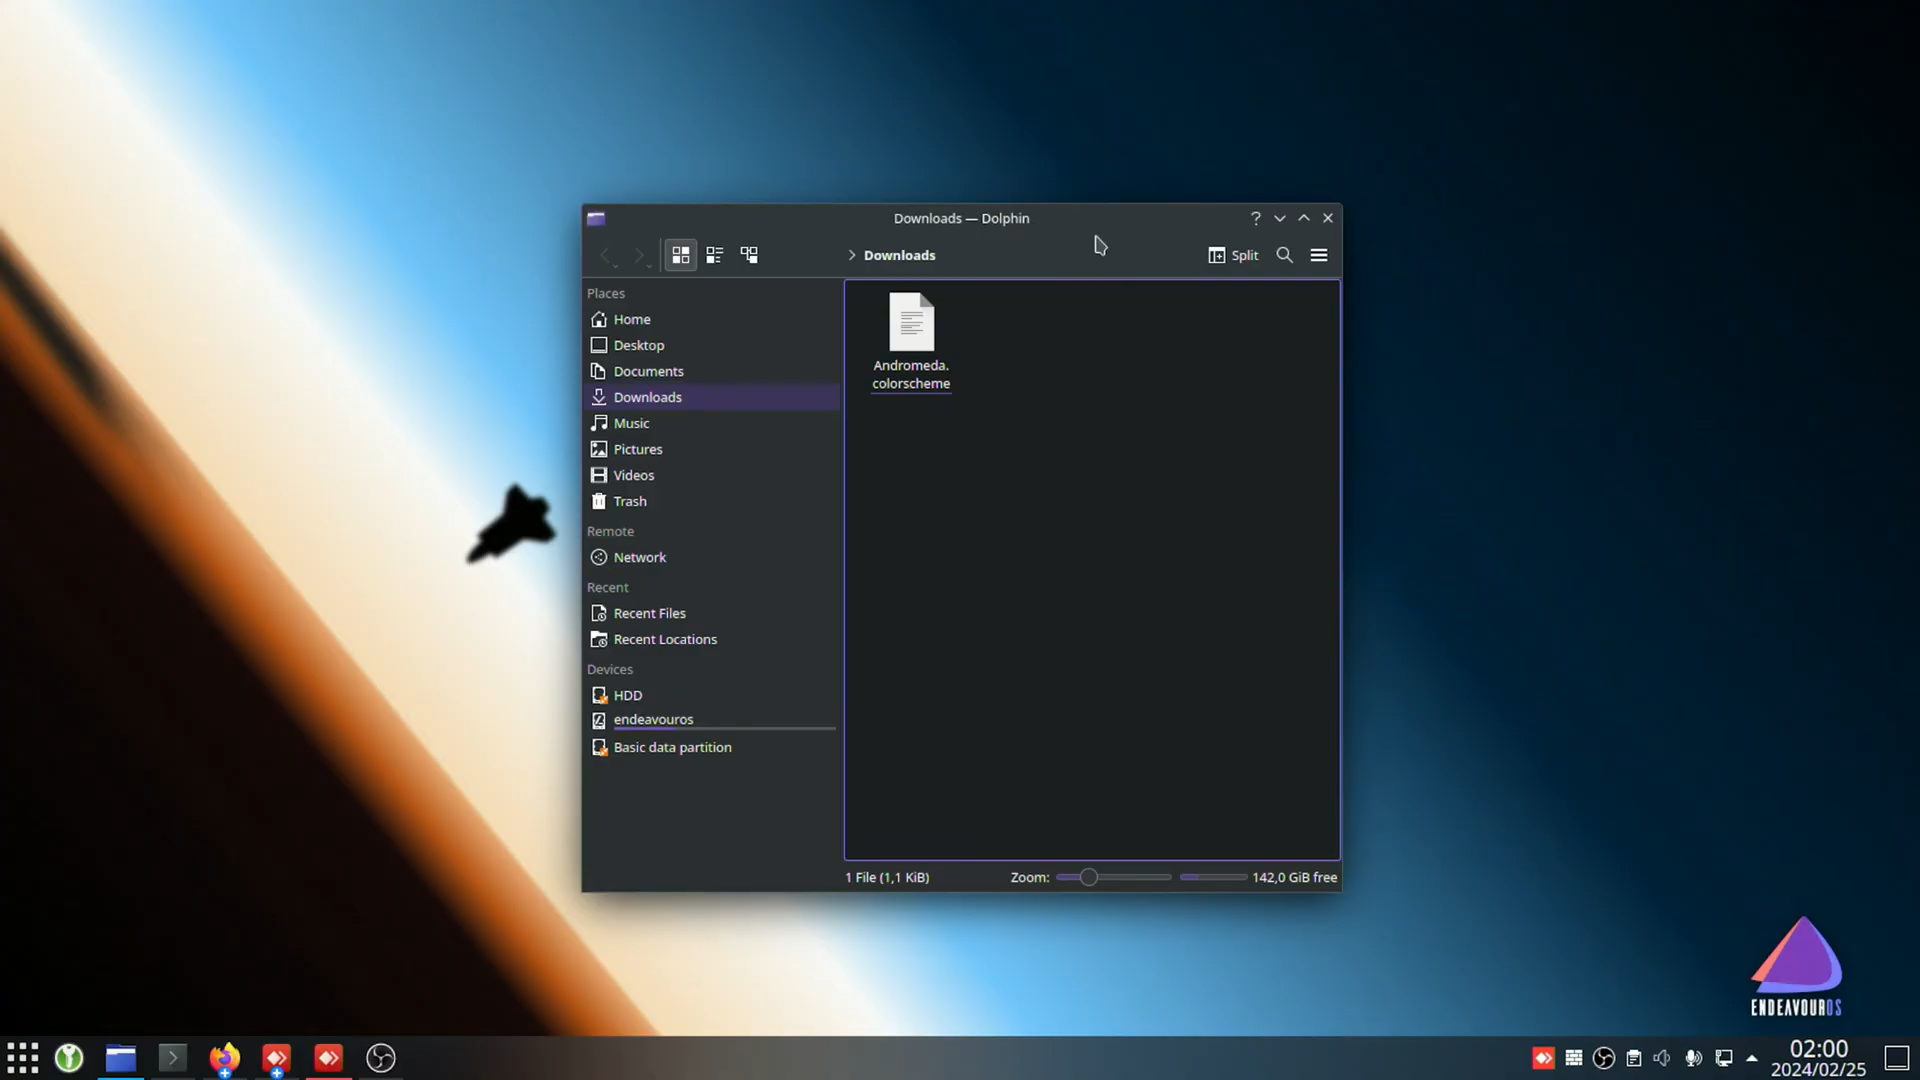 Downloads — Dolphin
Downloads
Split
Places
Home
Desktop
Documents
Downloads
Music
Pictures
Videos
Trash
Remote
Network
Recent
Recent Files
Recent Locations
Devices
HDD
endeavouros
Basic data partition
Andromeda.
colorscheme
1 File (1,1 KiB)
Zoom:
142,0 GiB free
ENDEAVOUROS
02:00
2024/02/25